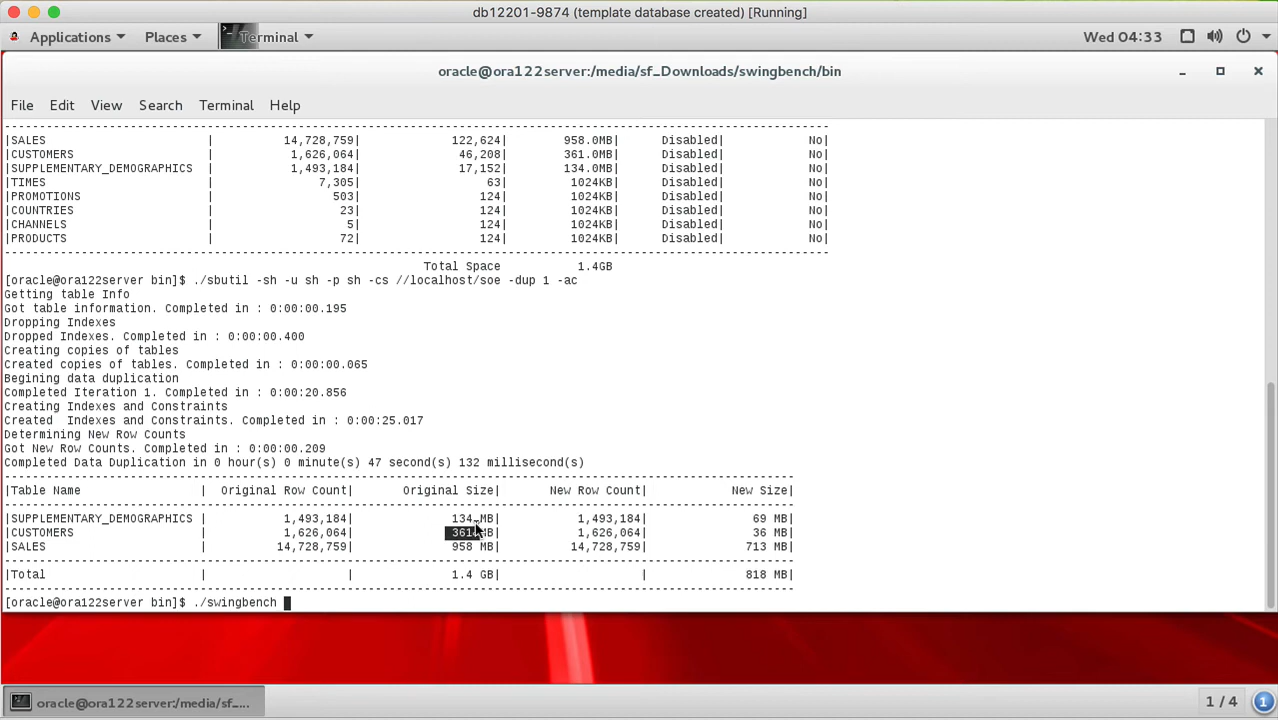 db12201-9874 (template database created) [Running]
Applications Places Terminal Wed 04:33
oracle@ora122server:/media/sf_Downloads/swingbench/bin
File Edit View Search Terminal Help
|SALES | 14,728,759| 122,624| 958.0MB| Disabled| No|
|CUSTOMERS | 1,626,064| 46,208| 361.0MB| Disabled| No|
|SUPPLEMENTARY_DEMOGRAPHICS | 1,493,184| 17,152| 134.0MB| Disabled| No|
|TIMES | 7,305| 63| 1024KB| Disabled| No|
|PROMOTIONS | 503| 124| 1024KB| Disabled| No|
|COUNTRIES | 23| 124| 1024KB| Disabled| No|
|CHANNELS | 5| 124| 1024KB| Disabled| No|
|PRODUCTS | 72| 124| 1024KB| Disabled| No|
Total Space 1.4GB
[oracle@ora122server bin]$ ./sbutil -sh -u sh -p sh -cs //localhost/soe -dup 1 -ac
Getting table Info
Got table information. Completed in : 0:00:00.195
Dropping Indexes
Dropped Indexes. Completed in : 0:00:00.400
Creating copies of tables
Created copies of tables. Completed in : 0:00:00.065
Begining data duplication
Completed Iteration 1. Completed in : 0:00:20.856
Creating Indexes and Constraints
Created  Indexes and Constraints. Completed in : 0:00:25.017
Determining New Row Counts
Got New Row Counts. Completed in : 0:00:00.209
Completed Data Duplication in 0 hour(s) 0 minute(s) 47 second(s) 132 millisecond(s)
|Table Name | Original Row Count| Original Size| New Row Count| New Size|
|SUPPLEMENTARY_DEMOGRAPHICS | 1,493,184| 134 MB| 1,493,184| 69 MB|
|CUSTOMERS | 1,626,064| 361 MB| 1,626,064| 36 MB|
|SALES | 14,728,759| 958 MB| 14,728,759| 713 MB|
|Total | | 1.4 GB| | 818 MB|
[oracle@ora122server bin]$ ./swingbench
oracle@ora122server:/media/sf_... 1 / 4 1